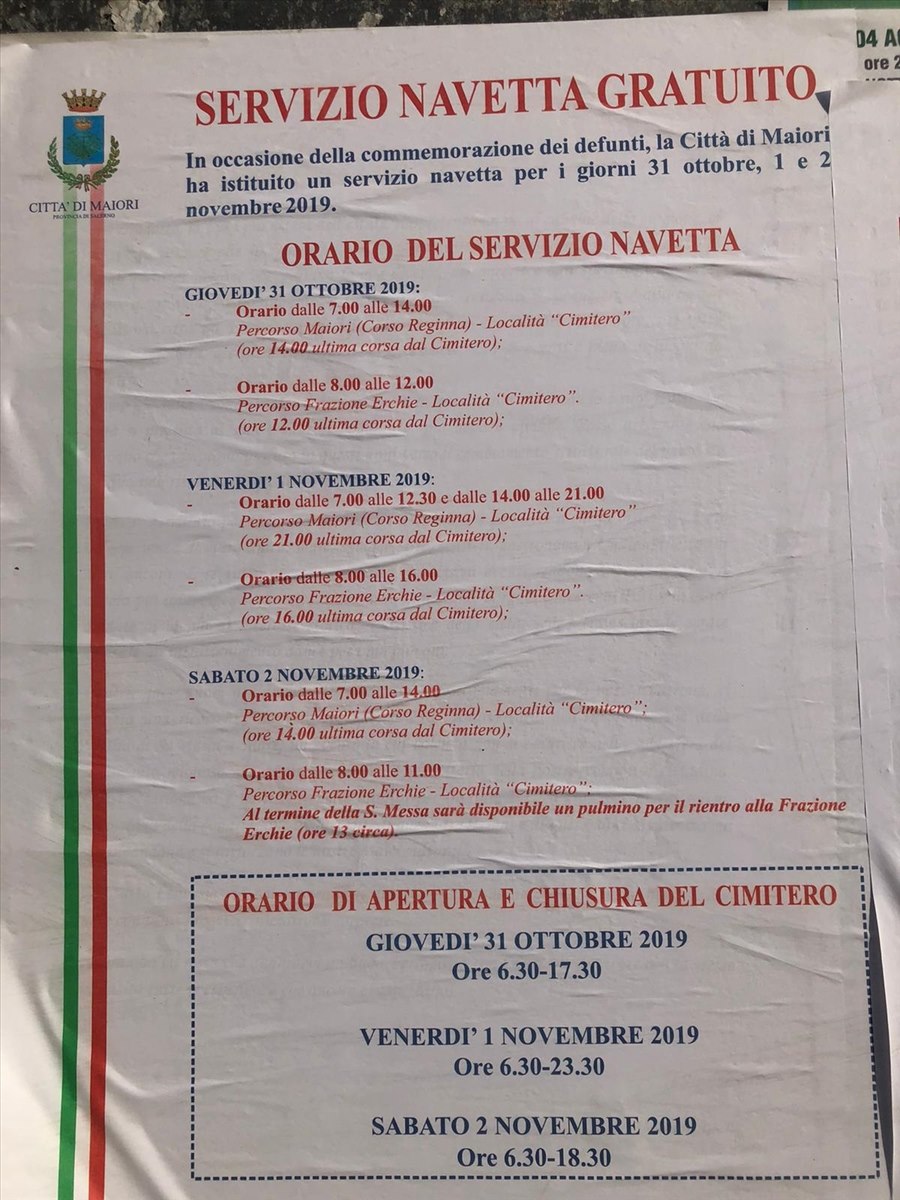 04 A
ore 2
SERVIZIO NAVETTA GRATUITO
CITTA' DI MAIORI
PROVINCIA DI SALERNO
In occasione della commemorazione dei defunti, la Città di Maiori
ha istituito un servizio navetta per i giorni 31 ottobre, 1 e 2
novembre 2019.
ORARIO DEL SERVIZIO NAVETTA
GIOVEDI' 31 OTTOBRE 2019:
- Orario dalle 7.00 alle 14.00
Percorso Maiori (Corso Reginna) - Località “Cimitero”
(ore 14.00 ultima corsa dal Cimitero);
- Orario dalle 8.00 alle 12.00
Percorso Frazione Erchie - Località “Cimitero”.
(ore 12.00 ultima corsa dal Cimitero);
VENERDI' 1 NOVEMBRE 2019:
- Orario dalle 7.00 alle 12.30 e dalle 14.00 alle 21.00
Percorso Maiori (Corso Reginna) - Località “Cimitero”
(ore 21.00 ultima corsa dal Cimitero);
- Orario dalle 8.00 alle 16.00
Percorso Frazione Erchie - Località “Cimitero”.
(ore 16.00 ultima corsa dal Cimitero);
SABATO 2 NOVEMBRE 2019:
- Orario dalle 7.00 alle 14.00
Percorso Maiori (Corso Reginna) - Località “Cimitero”;
(ore 14.00 ultima corsa dal Cimitero);
- Orario dalle 8.00 alle 11.00
Percorso Frazione Erchie - Località “Cimitero”;
Al termine della S. Messa sarà disponibile un pulmino per il rientro alla Frazione
Erchie (ore 13 circa).
ORARIO DI APERTURA E CHIUSURA DEL CIMITERO
GIOVEDI' 31 OTTOBRE 2019
Ore 6.30-17.30
VENERDI' 1 NOVEMBRE 2019
Ore 6.30-23.30
SABATO 2 NOVEMBRE 2019
Ore 6.30-18.30